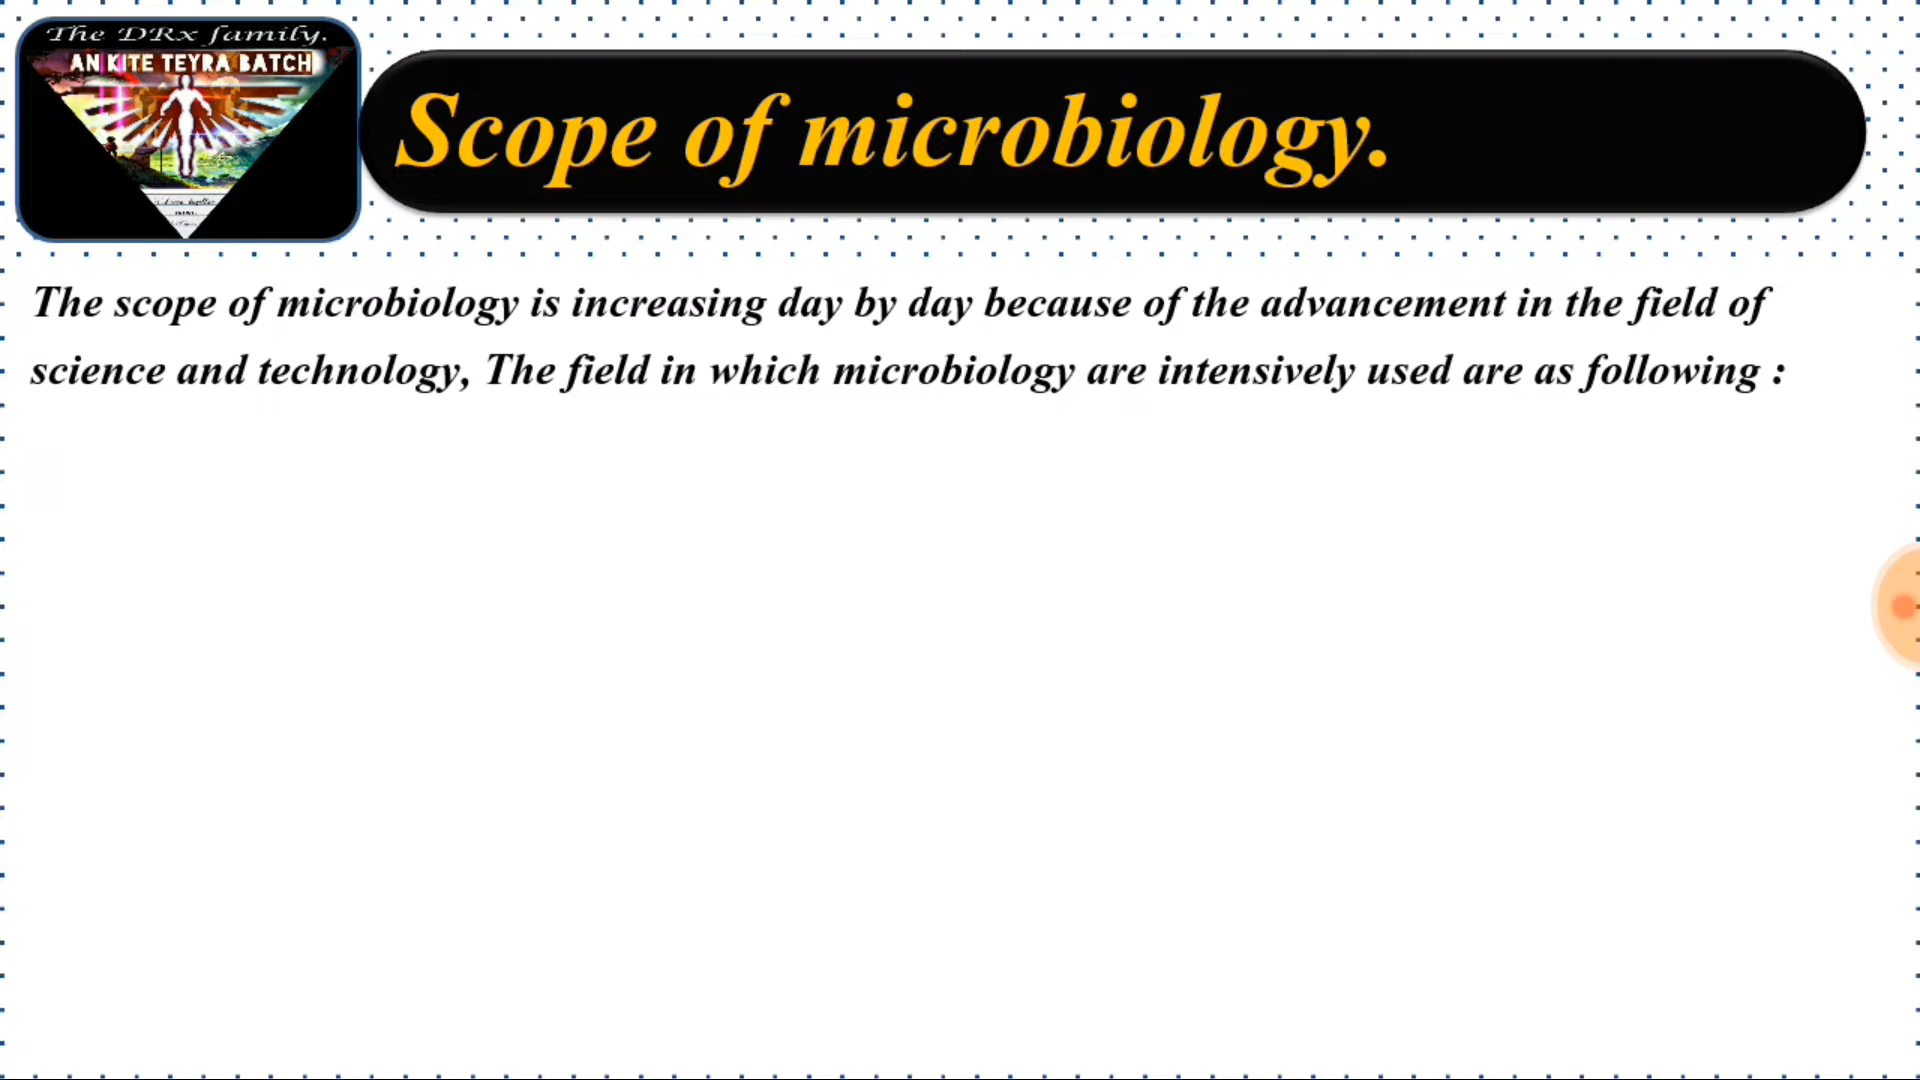 The DRx family.
AN KITE TEYRA BATCH
Scope of microbiology.
The scope of microbiology is increasing day by day because of the advancement in the field of
science and technology, The field in which microbiology are intensively used are as following :